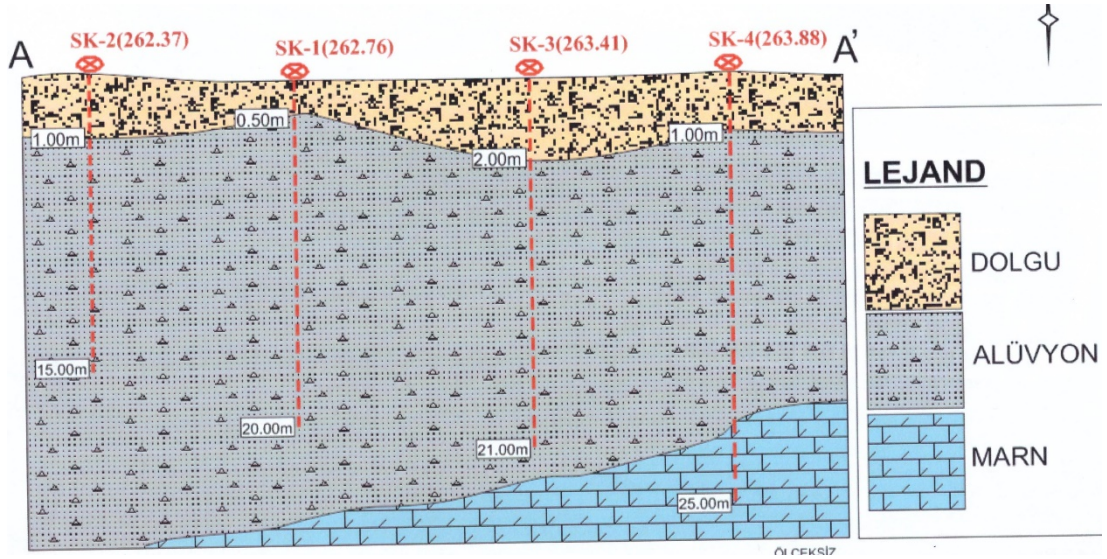 A
SK-2(262.37)
SK-1(262.76)
SK-3(263.41)
SK-4(263.88)
A'
1.00m
0.50m
2.00m
1.00m
15.00m
20.00m
21.00m
25.00m
LEJAND
DOLGU
ALÜVYON
MARN
ÖLÇEKSİZ